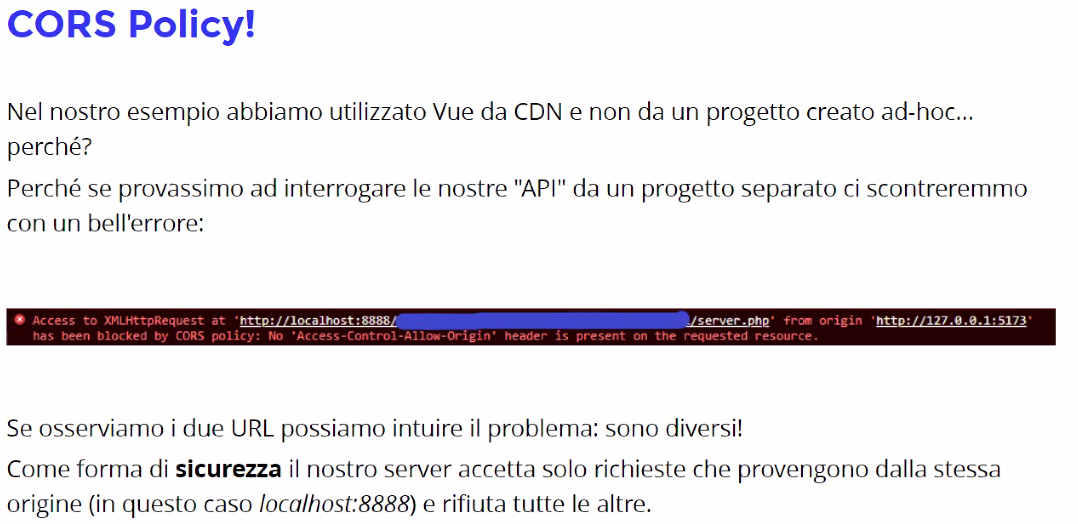 CORS Policy!
Nel nostro esempio abbiamo utilizzato Vue da CDN e non da un progetto creato ad-hoc...
perché?
Perché se provassimo ad interrogare le nostre "API" da un progetto separato ci scontreremmo
con un bell'errore:
Access to XMLHttpRequest at 'http://localhost:8888/ /server.php' from origin 'http://127.0.0.1:5173'
has been blocked by CORS policy: No 'Access-Control-Allow-Origin' header is present on the requested resource.
Se osserviamo i due URL possiamo intuire il problema: sono diversi!
Come forma di sicurezza il nostro server accetta solo richieste che provengono dalla stessa
origine (in questo caso localhost:8888) e rifiuta tutte le altre.